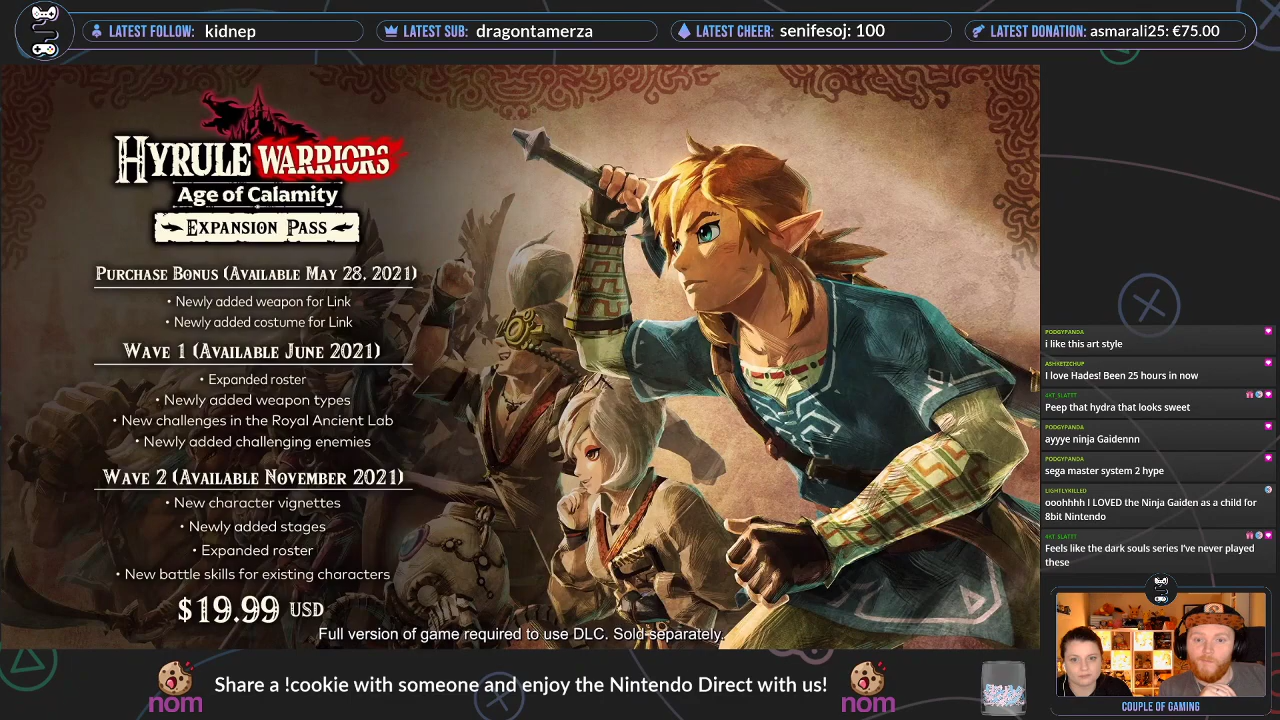 LATEST FOLLOW: kidnep
LATEST SUB: dragontamerza
LATEST CHEER: senifesoj: 100
LATEST DONATION: asmarali25: €75.00
HYRULE WARRIORS
Age of Calamity
EXPANSION PASS
PURCHASE BONUS (AVAILABLE MAY 28, 2021)
• Newly added weapon for Link
• Newly added costume for Link
WAVE 1 (AVAILABLE JUNE 2021)
• Expanded roster
• Newly added weapon types
• New challenges in the Royal Ancient Lab
• Newly added challenging enemies
WAVE 2 (AVAILABLE NOVEMBER 2021)
• New character vignettes
• Newly added stages
• Expanded roster
• New battle skills for existing characters
$19.99 USD
Full version of game required to use DLC. Sold separately.
PODGYPANDA
i like this art style
ASHKETZCHUP
I love Hades! Been 25 hours in now
4KT_SLATTT
Peep that hydra that looks sweet
PODGYPANDA
ayyye ninja Gaidennn
PODGYPANDA
sega master system 2 hype
LIGHTLYKILLED
ooohhhh I LOVED the Ninja Gaiden as a child for
8bit Nintendo
4KT_SLATTT
Feels like the dark souls series I've never played
these
COUPLE OF GAMING
nom
Share a !cookie with someone and enjoy the Nintendo Direct with us!
nom